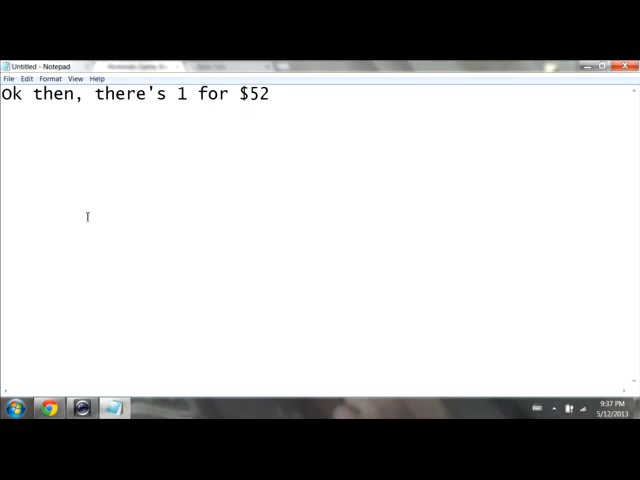 Untitled - Notepad
File Edit Format View Help
Ok then, there's 1 for $52
9:37 PM
5/12/2013